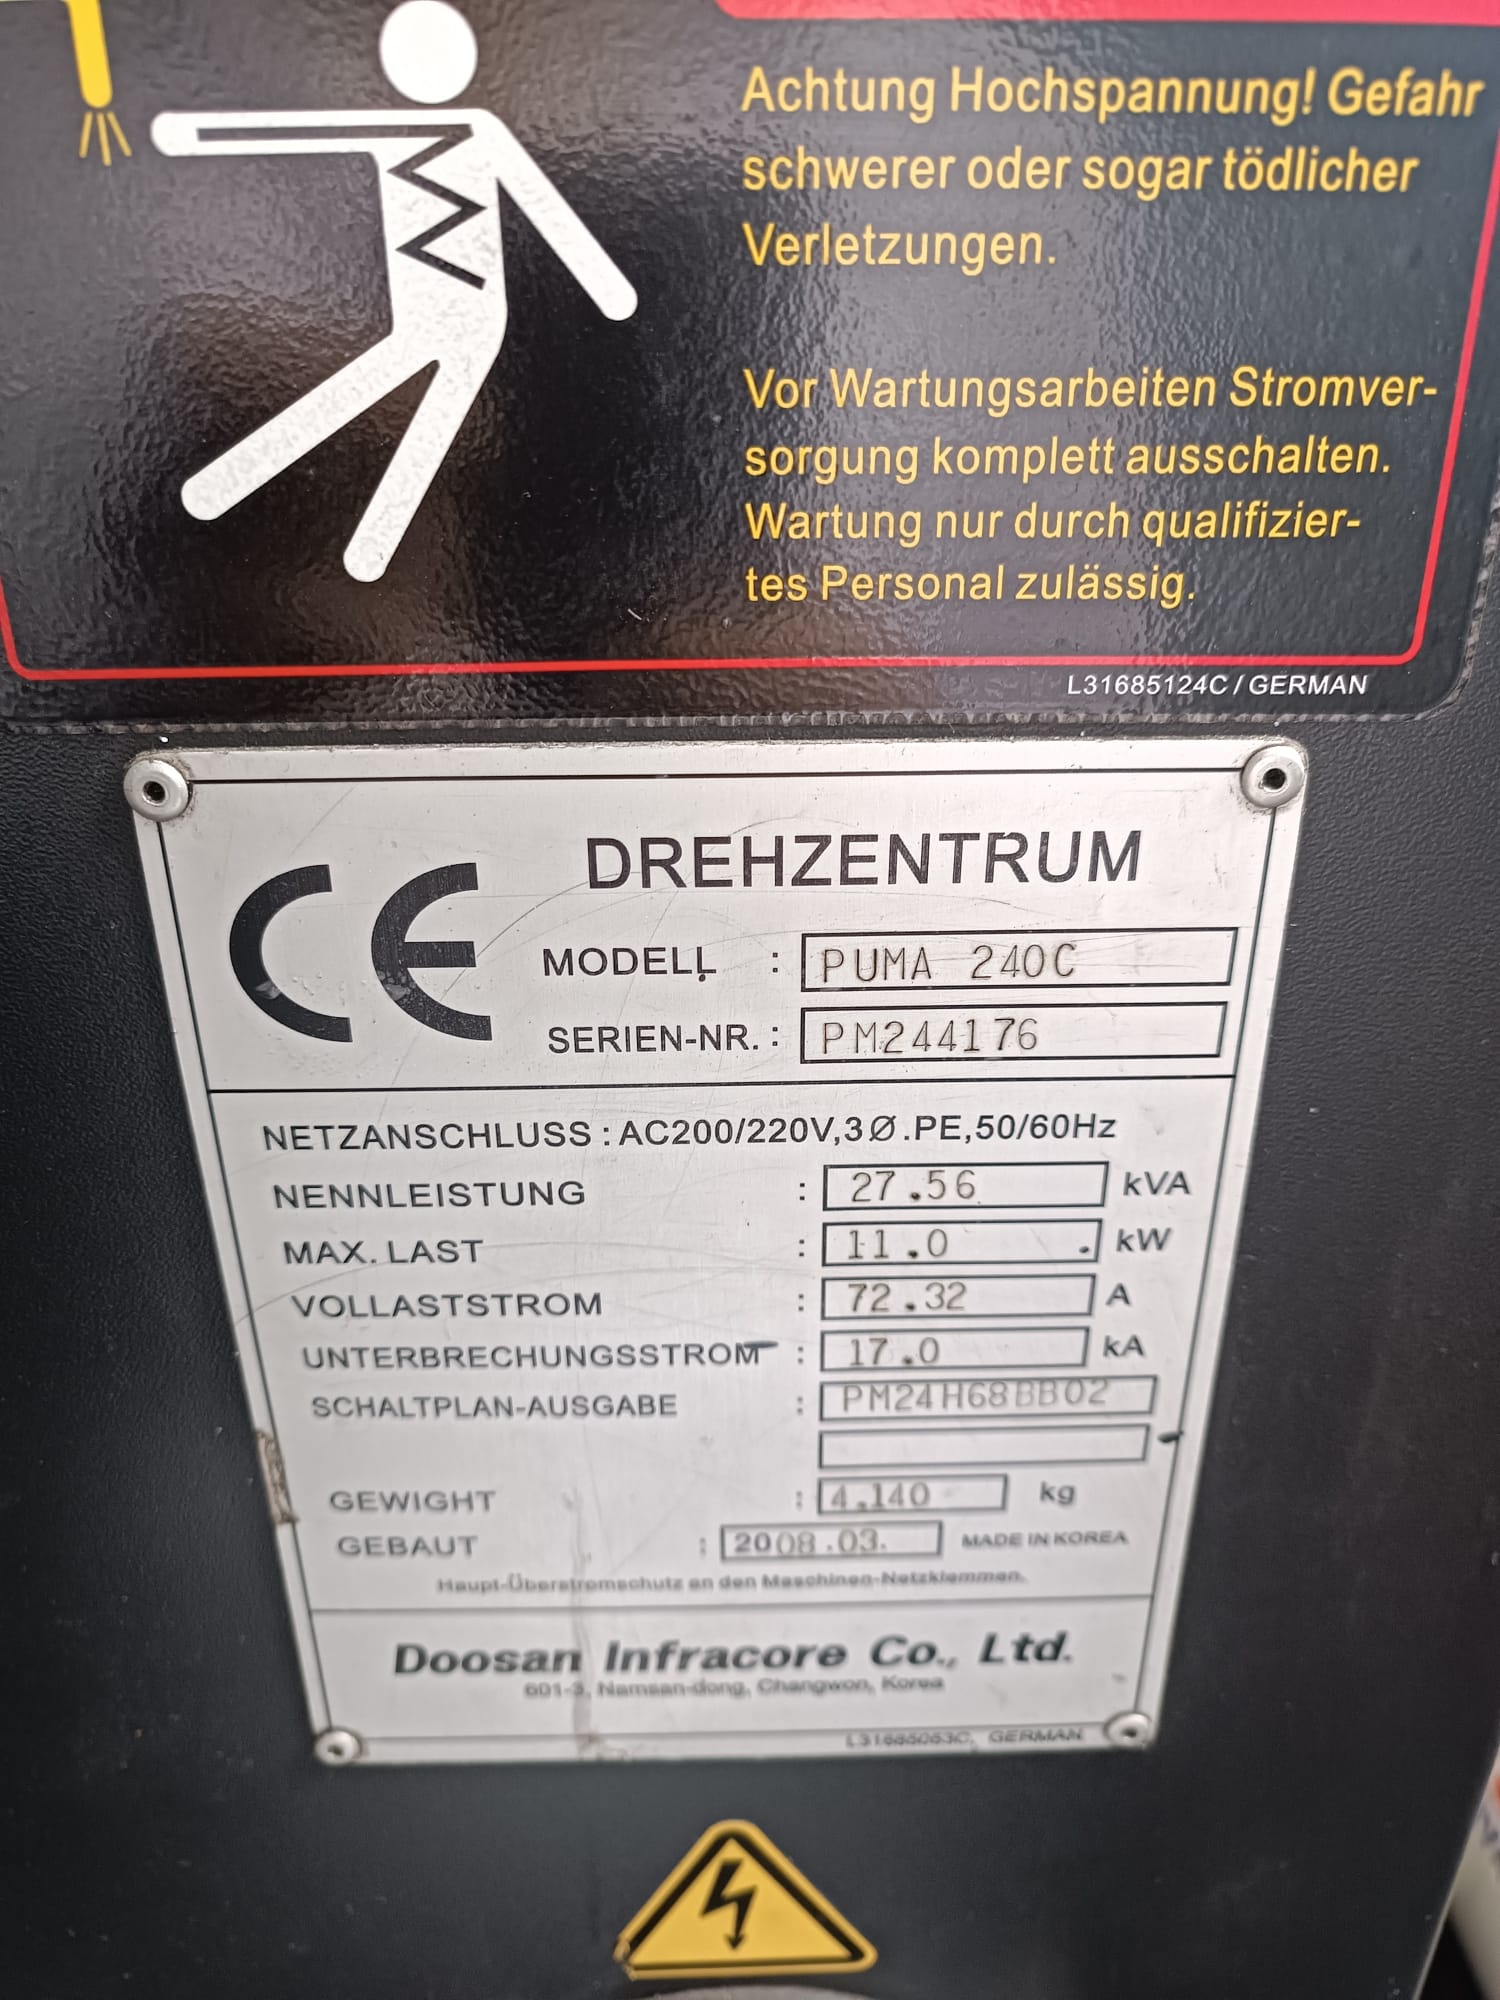 Achtung Hochspannung! Gefahr
schwerer oder sogar tödlicher
Verletzungen.
Vor Wartungsarbeiten Stromver-
sorgung komplett ausschalten.
Wartung nur durch qualifizier-
tes Personal zulässig.
L31685124C / GERMAN
CE
DREHZENTRUM
MODELL : PUMA 240C
SERIEN-NR. : PM244176
NETZANSCHLUSS : AC200/220V,3Ø.PE,50/60Hz
NENNLEISTUNG : 27.56 kVA
MAX. LAST : 11.0 kW
VOLLASTSTROM : 72.32 A
UNTERBRECHUNGSSTROM : 17.0 kA
SCHALTPLAN-AUSGABE : PM24H68BB02
GEWIGHT : 4.140 kg
GEBAUT : 2008.03. MADE IN KOREA
Haupt-Überstromschutz an den Maschinen-Netzklemmen.
Doosan Infracore Co., Ltd.
601-3, Namsan-dong, Changwon, Korea
GERMAN